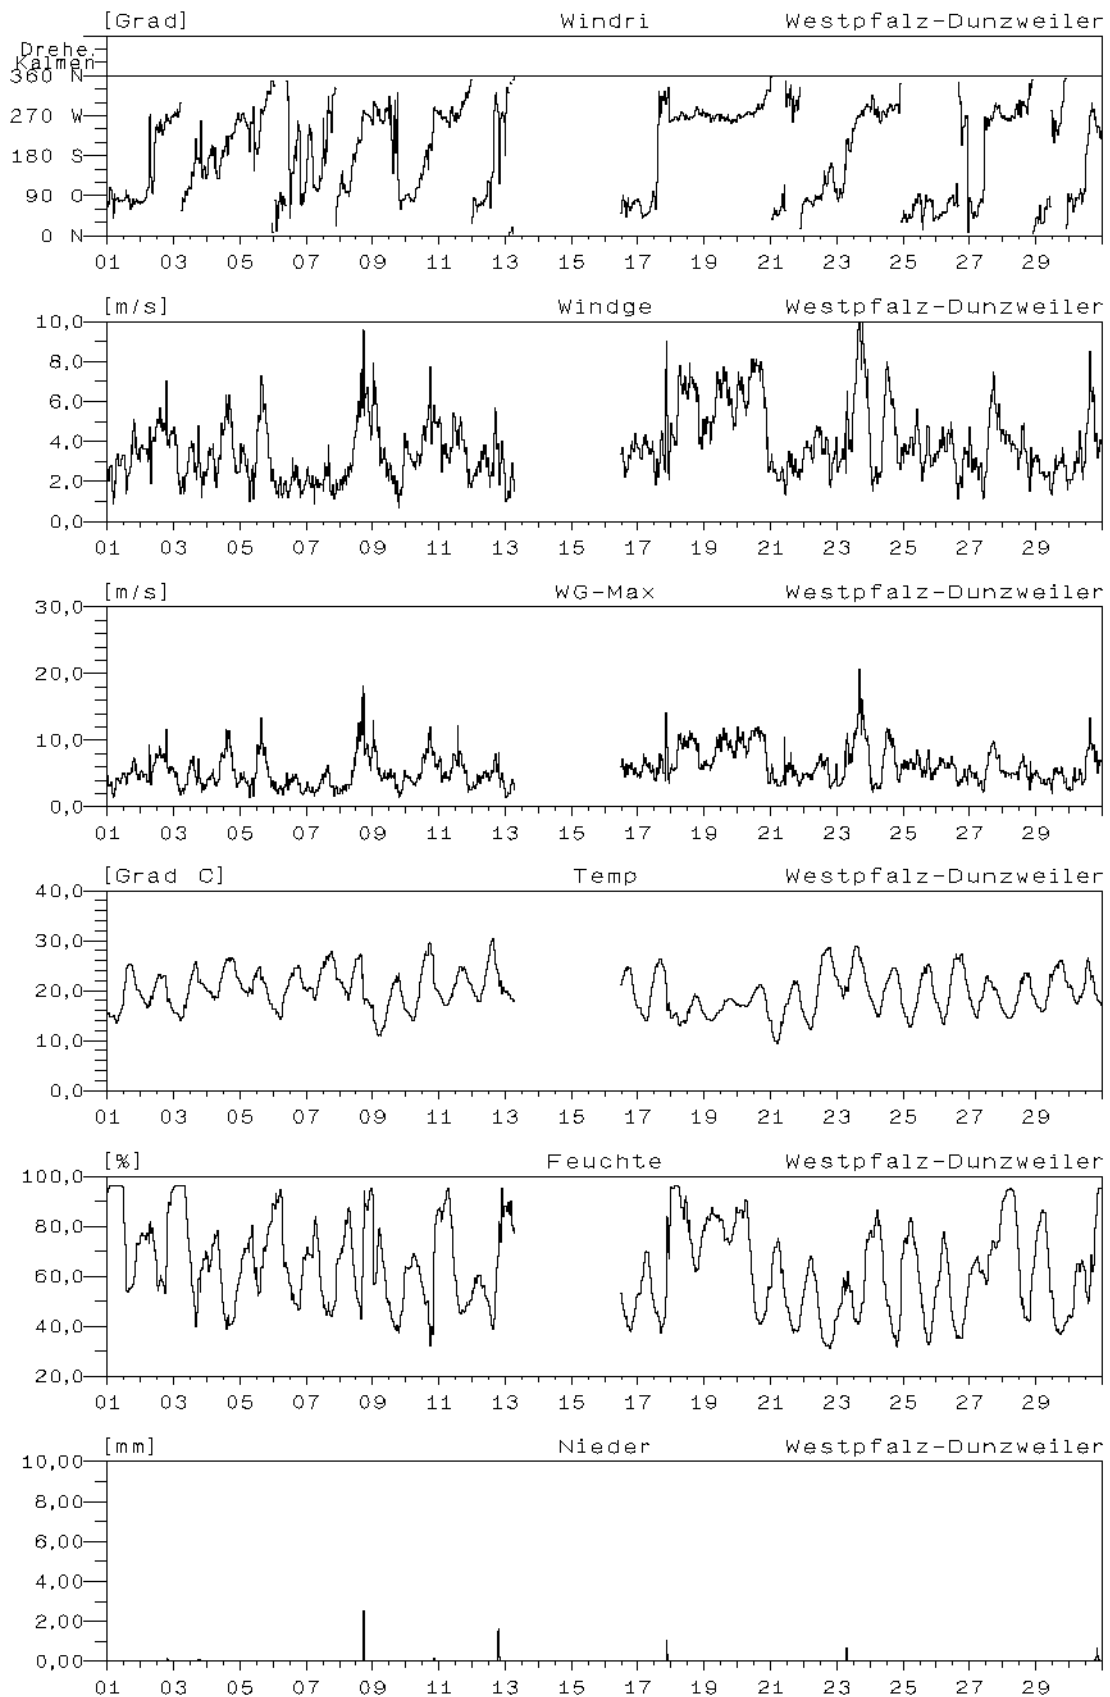 [Grad] Windri Westpfalz-Dunzweiler
Drehe.
Kalmen
360 N
270 W
180 S
90 O
0 N
01 03 05 07 09 11 13 15 17 19 21 23 25 27 29
[m/s] Windge Westpfalz-Dunzweiler
10,0
8,0
6,0
4,0
2,0
0,0
01 03 05 07 09 11 13 15 17 19 21 23 25 27 29
[m/s] WG-Max Westpfalz-Dunzweiler
30,0
20,0
10,0
0,0
01 03 05 07 09 11 13 15 17 19 21 23 25 27 29
[Grad C] Temp Westpfalz-Dunzweiler
40,0
30,0
20,0
10,0
0,0
01 03 05 07 09 11 13 15 17 19 21 23 25 27 29
[%] Feuchte Westpfalz-Dunzweiler
100,0
80,0
60,0
40,0
20,0
01 03 05 07 09 11 13 15 17 19 21 23 25 27 29
[mm] Nieder Westpfalz-Dunzweiler
10,00
8,00
6,00
4,00
2,00
0,00
01 03 05 07 09 11 13 15 17 19 21 23 25 27 29